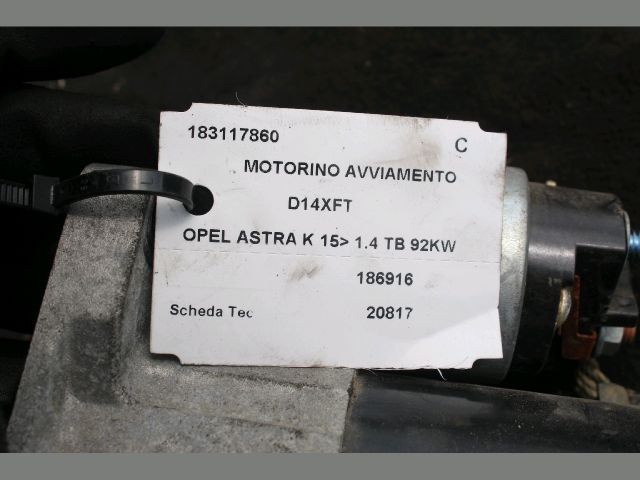 183117860 C
MOTORINO AVVIAMENTO
D14XFT
OPEL ASTRA K 15> 1.4 TB 92KW
186916
Scheda Tec 20817